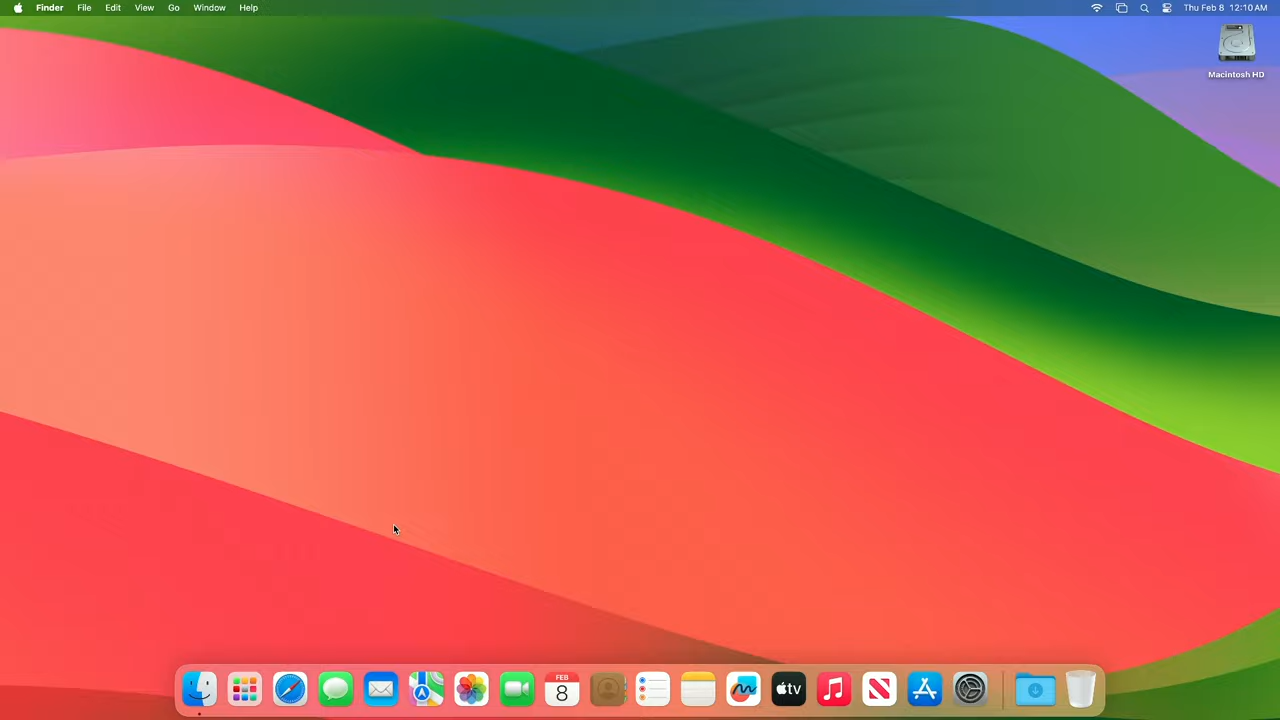 Finder File Edit View Go Window Help Thu Feb 8 12:10 AM
Macintosh HD
FEB
8
tv